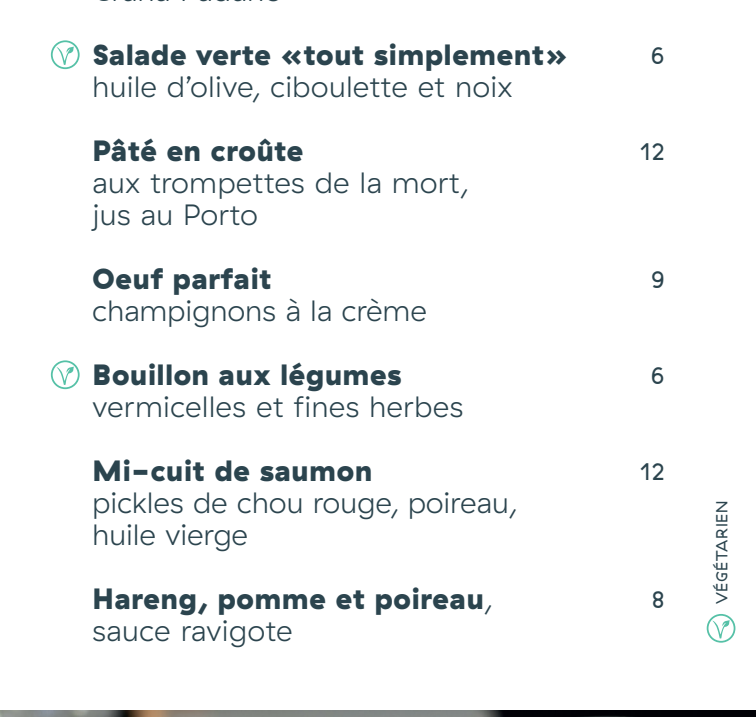 Salade verte «tout simplement» 6
huile d’olive, ciboulette et noix
Pâté en croûte 12
aux trompettes de la mort,
jus au Porto
Oeuf parfait 9
champignons à la crème
Bouillon aux légumes 6
vermicelles et fines herbes
Mi-cuit de saumon 12
pickles de chou rouge, poireau,
huile vierge
Hareng, pomme et poireau, 8
sauce ravigote
VÉGÉTARIEN